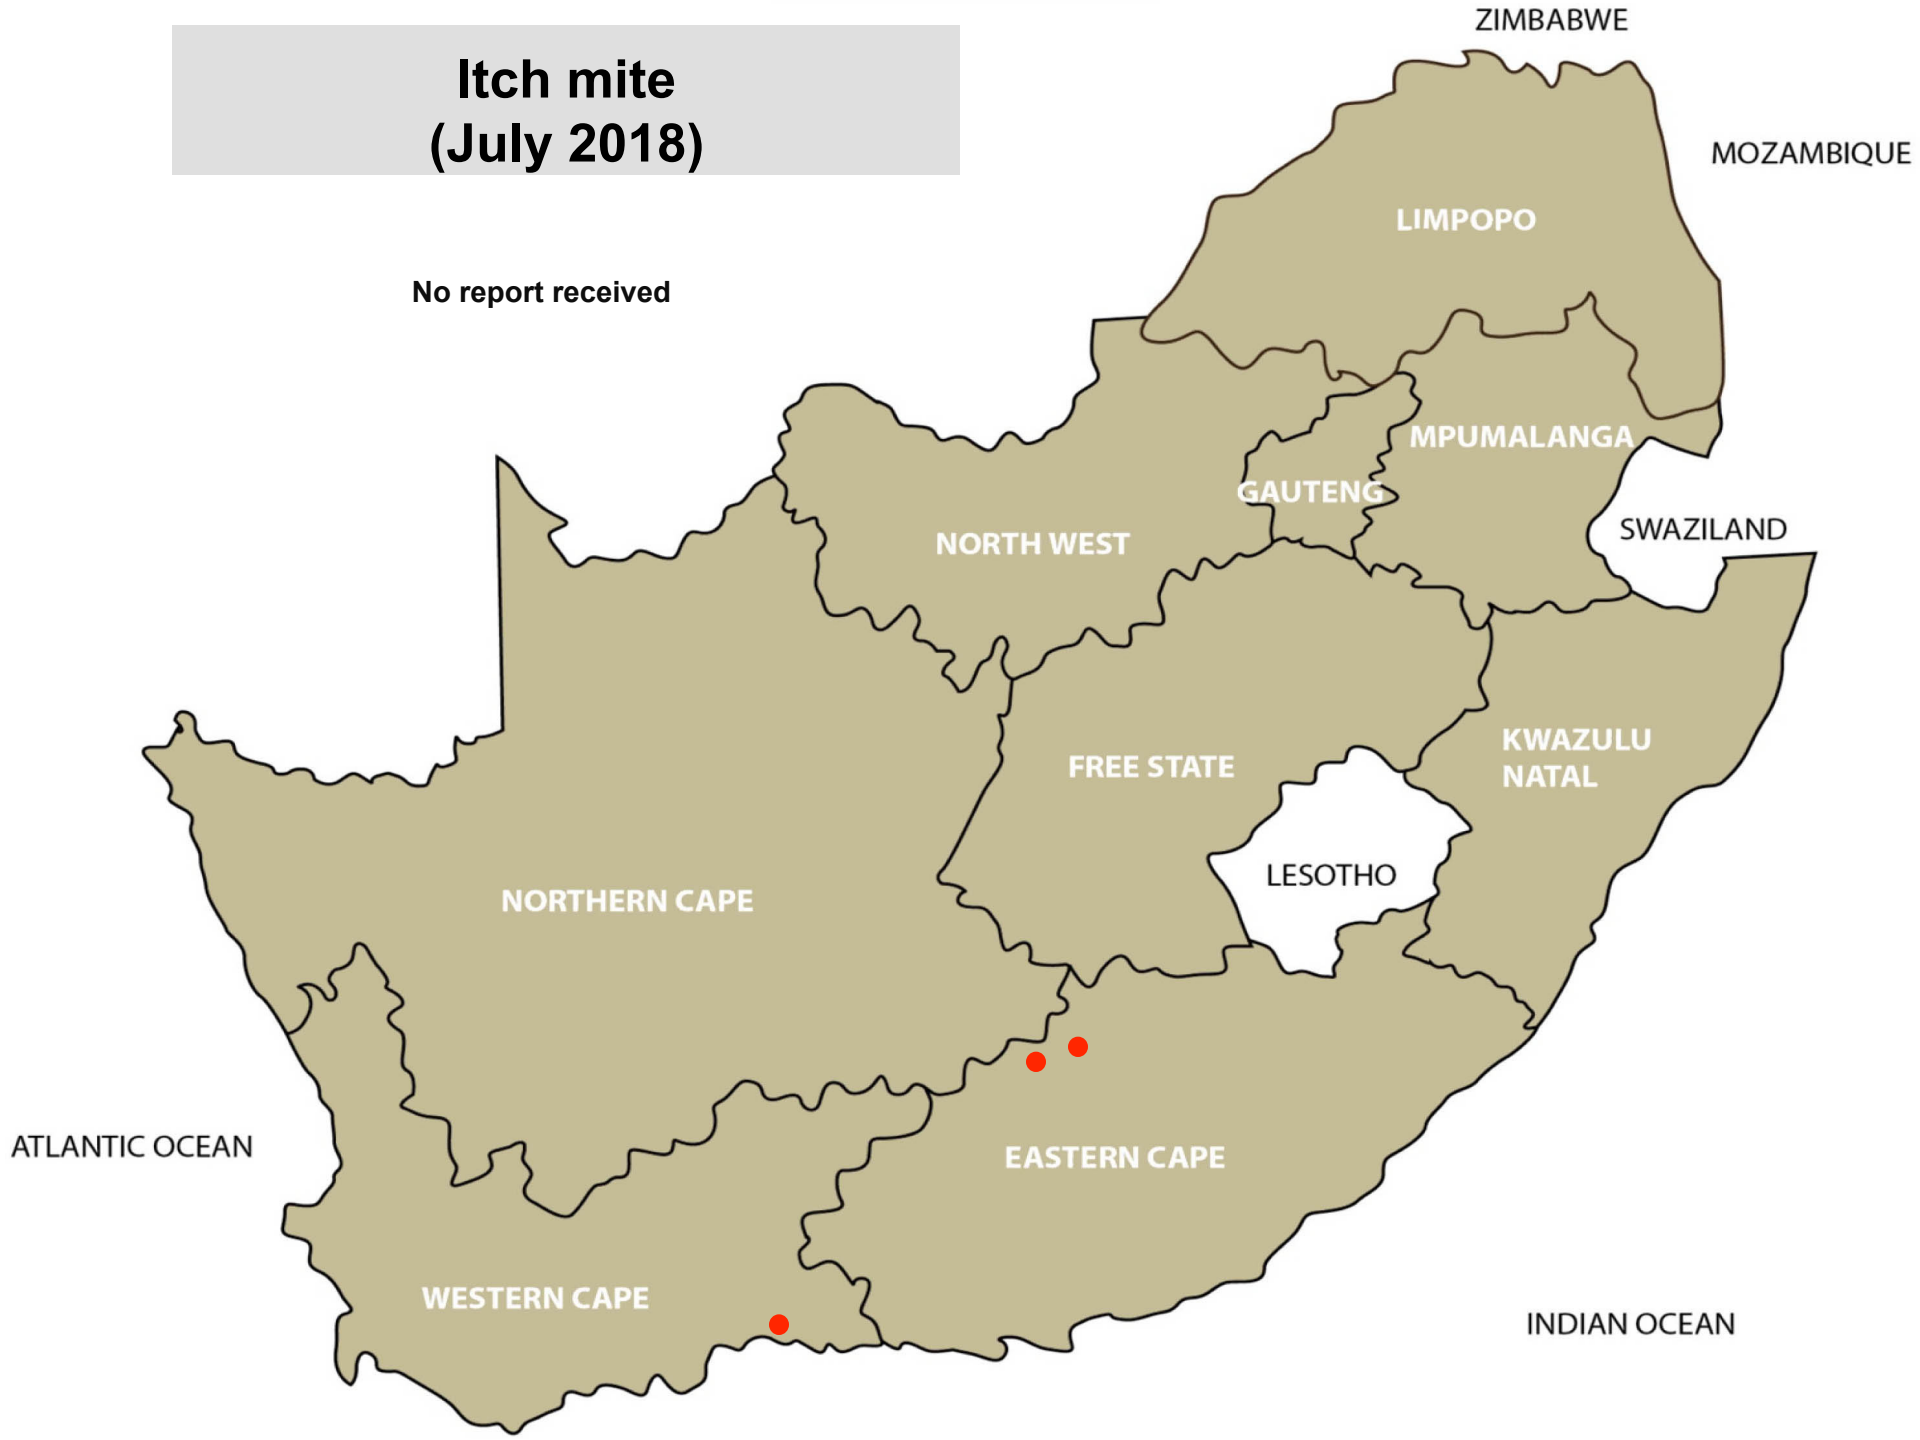 ZIMBABWE
Itch mite
(July 2018)
MOZAMBIQUE
LIMPOPO
No report received
MPUMALANGA
GAUTENG
SWAZILAND
NORTH WEST
KWAZULU
NATAL
FREE STATE
LESOTHO
NORTHERN CAPE
ATLANTIC OCEAN
EASTERN CAPE
WESTERN CAPE
INDIAN OCEAN